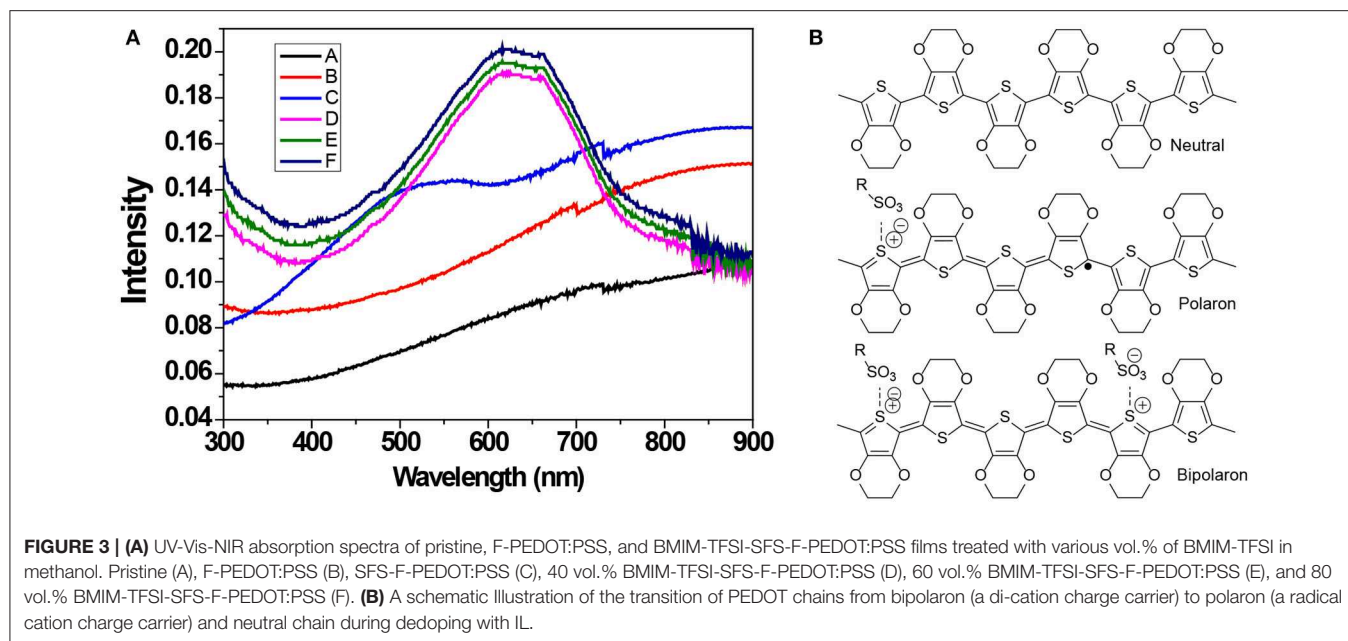 A
Intensity
0.20
0.18
0.16
0.14
0.12
0.10
0.08
0.06
0.04
A
B
C
D
E
F
300 400 500 600 700 800 900
Wavelength (nm)
B
O O O O O O
S S S S S S
O O O O O O
Neutral
R
SO3
⊖
⊕
O O O O O O
S S S S S S
O O O O O O
Polaron
R
SO3
⊖
⊕
R ⊖
SO3
⊕
O O O O O O
S S S S S S
O O O O O O
Bipolaron
FIGURE 3 | (A) UV-Vis-NIR absorption spectra of pristine, F-PEDOT:PSS, and BMIM-TFSI-SFS-F-PEDOT:PSS films treated with various vol.% of BMIM-TFSI in
methanol. Pristine (A), F-PEDOT:PSS (B), SFS-F-PEDOT:PSS (C), 40 vol.% BMIM-TFSI-SFS-F-PEDOT:PSS (D), 60 vol.% BMIM-TFSI-SFS-F-PEDOT:PSS (E), and 80
vol.% BMIM-TFSI-SFS-F-PEDOT:PSS (F). (B) A schematic Illustration of the transition of PEDOT chains from bipolaron (a di-cation charge carrier) to polaron (a radical
cation charge carrier) and neutral chain during dedoping with IL.